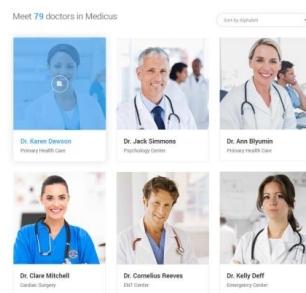 Meet 79 doctors in Medicus
Sort by Alphabet
Dr. Karen Dawson
Primary Health Care
Dr. Jack Simmons
Psychology Center
Dr. Ann Blyumin
Primary Health Care
Dr. Clare Mitchell
Cardiac Surgery
Dr. Cornelius Reeves
ENT Center
Dr. Kelly Deff
Emergency Center